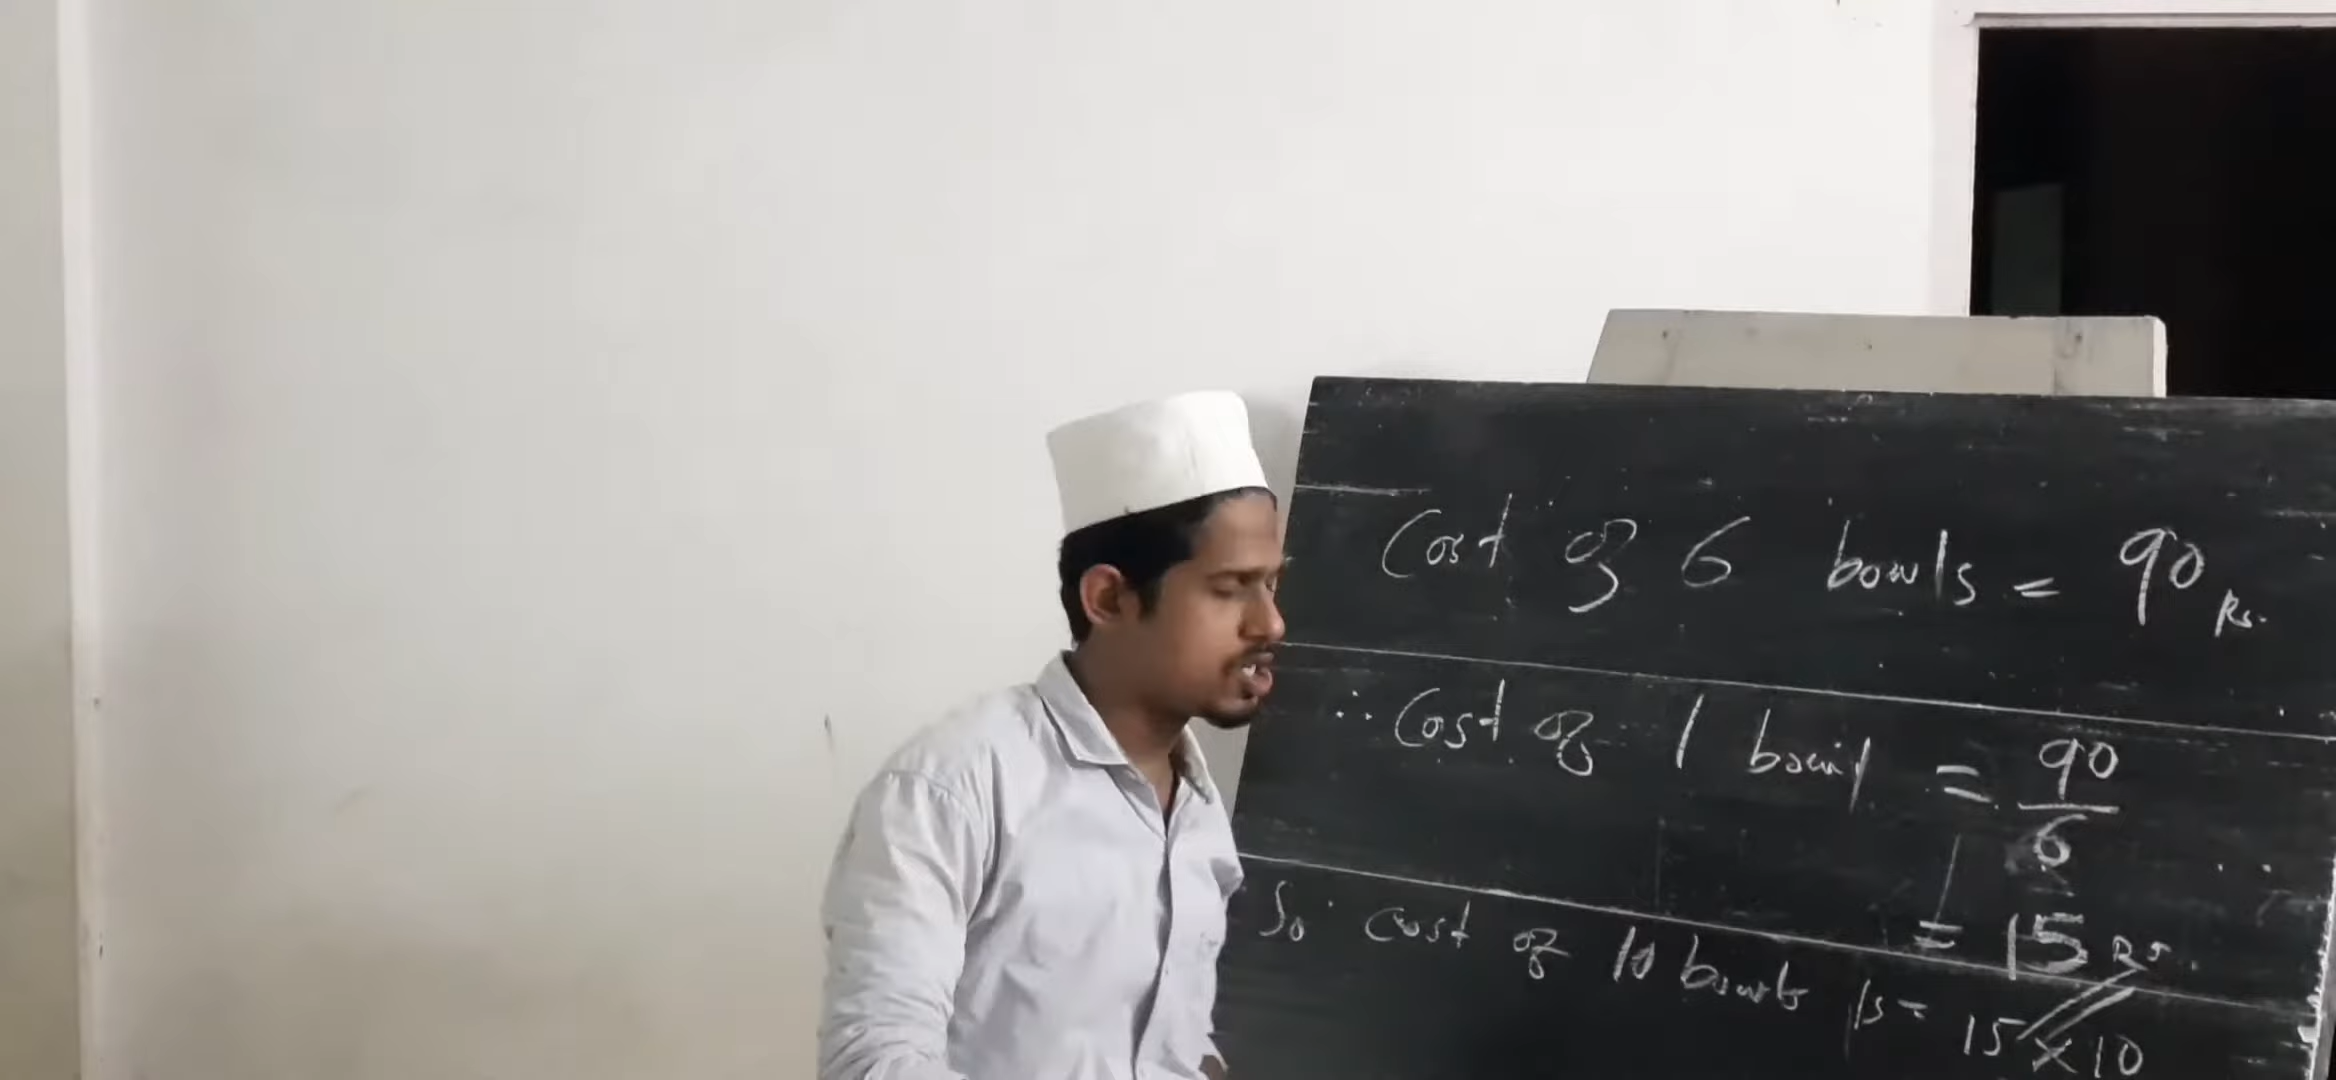 Cost of 6 bowls = 90 Rs.
∴ Cost of 1 bowl = 90/6
= 15 Rs.
So cost of 10 bowls is = 15 × 10